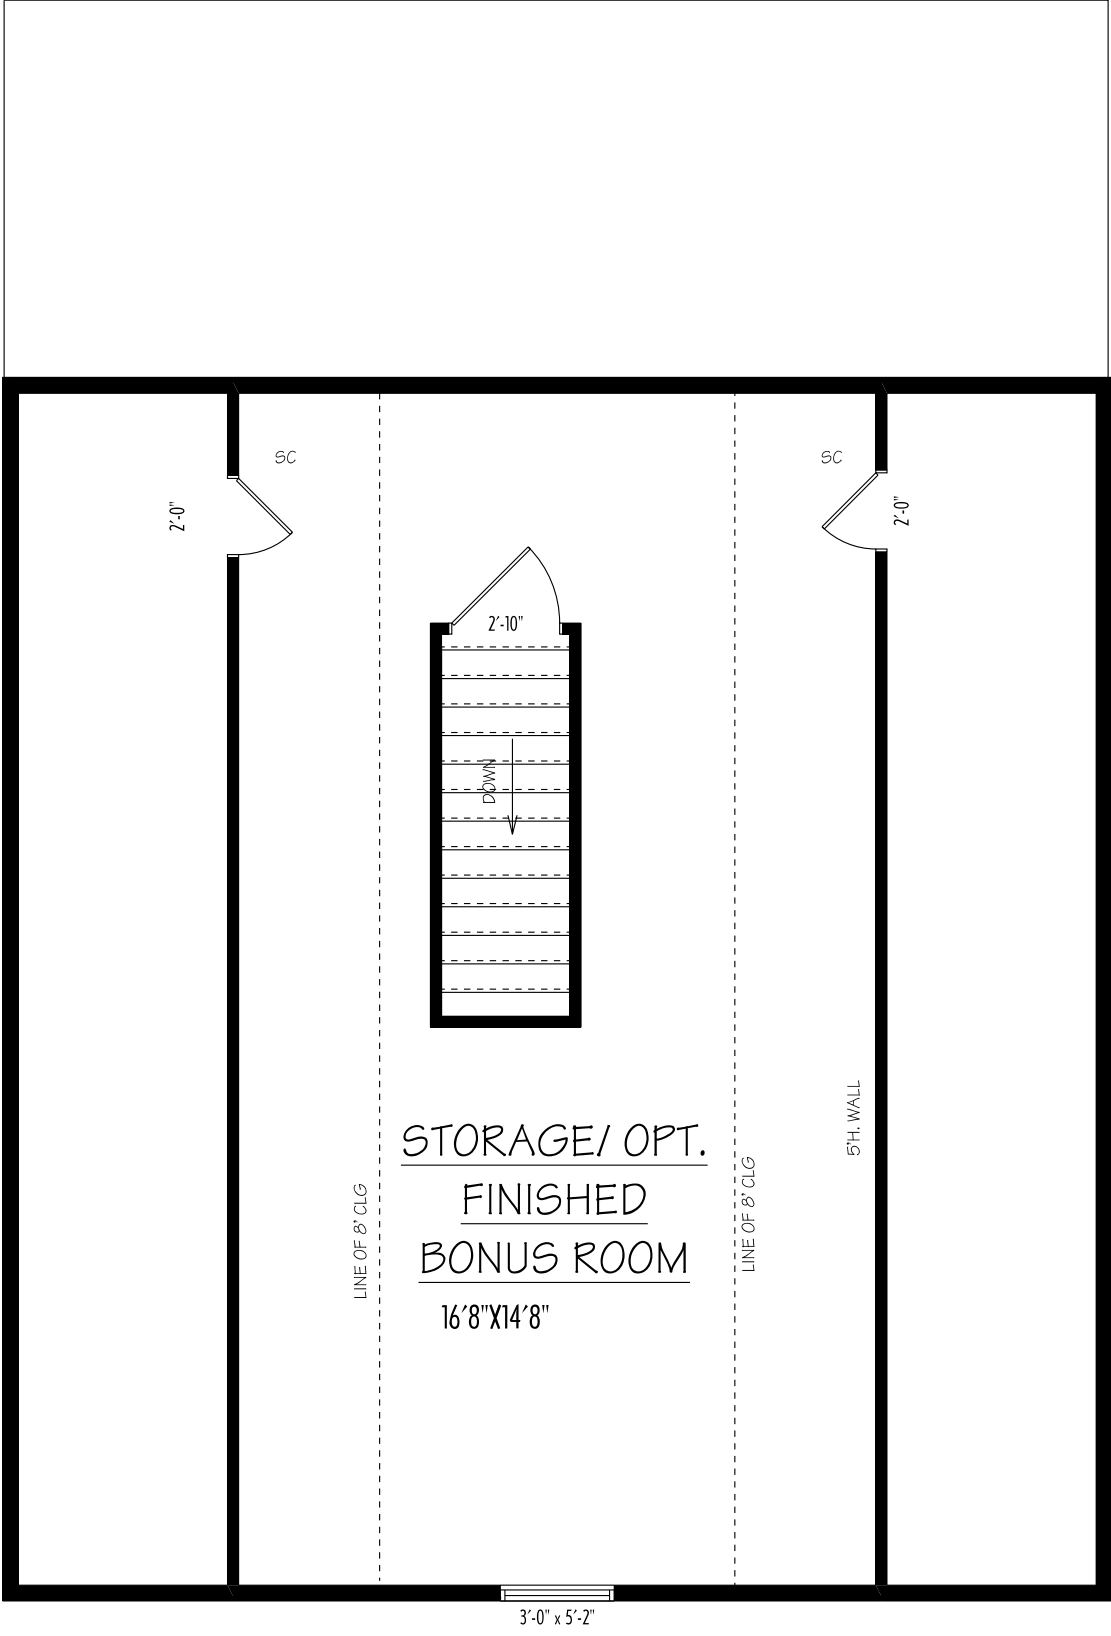 SC
SC
2'-0"
2'-0"
2'-10"
DOWN
5'H. WALL
STORAGE/ OPT.
FINISHED
BONUS ROOM
16'8"X14'8"
LINE OF 8' CLG
LINE OF 8' CLG
3'-0" x 5'-2"